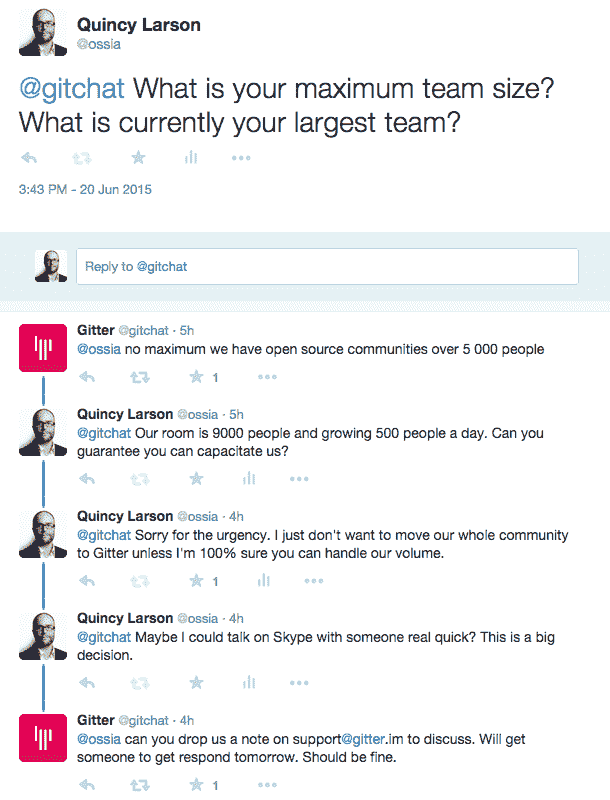 Quincy Larson
@ossia
@gitchat What is your maximum team size?
What is currently your largest team?
3:43 PM - 20 Jun 2015
Reply to @gitchat
Gitter @gitchat · 5h
@ossia no maximum we have open source communities over 5 000 people
1
Quincy Larson @ossia · 5h
@gitchat Our room is 9000 people and growing 500 people a day. Can you
guarantee you can capacitate us?
Quincy Larson @ossia · 4h
@gitchat Sorry for the urgency. I just don't want to move our whole community
to Gitter unless I'm 100% sure you can handle our volume.
1
Quincy Larson @ossia · 4h
@gitchat Maybe I could talk on Skype with someone real quick? This is a big
decision.
Gitter @gitchat · 4h
@ossia can you drop us a note on support@gitter.im to discuss. Will get
someone to get respond tomorrow. Should be fine.
1